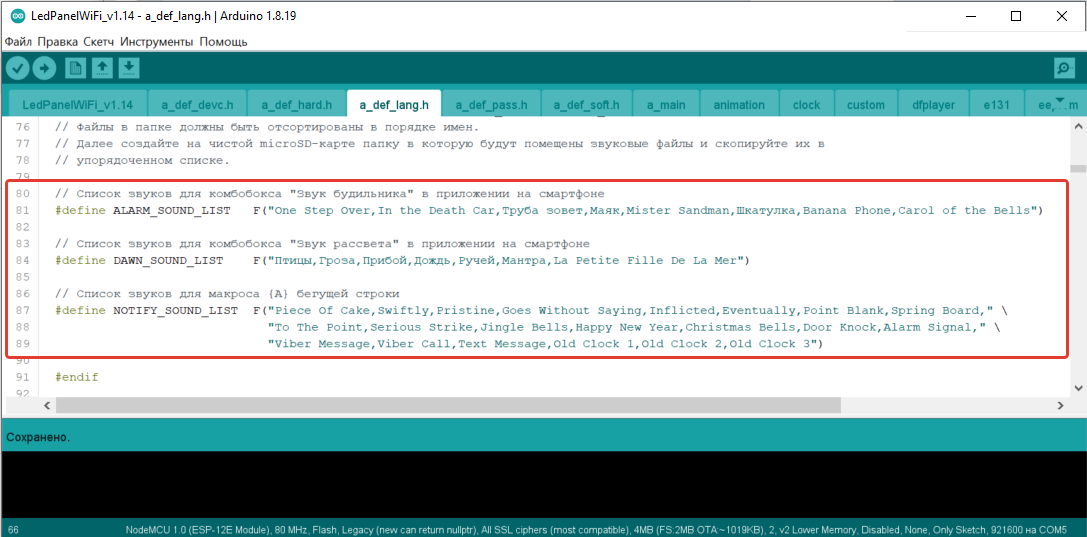 LedPanelWiFi_v1.14 - a_def_lang.h | Arduino 1.8.19
Файл Правка Скетч Инструменты Помощь
LedPanelWiFi_v1.14 a_def_devc.h a_def_hard.h a_def_lang.h a_def_pass.h a_def_soft.h a_main animation clock custom dfplayer e131
76 // Файлы в папке должны быть отсортированы в порядке имен.
77 // Далее создайте на чистой microSD-карте папку в которую будут помещены звуковые файлы и скопируйте их в
78 // упорядоченном списке.
79
80 // Список звуков для комбобокса "Звук будильника" в приложении на смартфоне
81 #define ALARM_SOUND_LIST F("One Step Over,In the Death Car,Труба зовет,Маяк,Mister Sandman,Шкатулка,Banana Phone,Carol of the Bells")
82
83 // Список звуков для комбобокса "Звук рассвета" в приложении на смартфоне
84 #define DAWN_SOUND_LIST F("Птицы,Гроза,Прибой,Дождь,Ручей,Мантра,La Petite Fille De La Mer")
85
86 // Список звуков для макроса {A} бегущей строки
87 #define NOTIFY_SOUND_LIST F("Piece Of Cake,Swiftly,Pristine,Goes Without Saying,Inflicted,Eventually,Point Blank,Spring Board," \
88 "To The Point,Serious Strike,Jingle Bells,Happy New Year,Christmas Bells,Door Knock,Alarm Signal," \
89 "Viber Message,Viber Call,Text Message,Old Clock 1,Old Clock 2,Old Clock 3")
90
91 #endif
92
Сохранено.
66 NodeMCU 1.0 (ESP-12E Module), 80 MHz, Flash, Legacy (new can return nullptr), All SSL ciphers (most compatible), 4MB (FS:2MB OTA:~1019KB), 2, v2 Lower Memory, Disabled, None, Only Sketch, 921600 на COM5